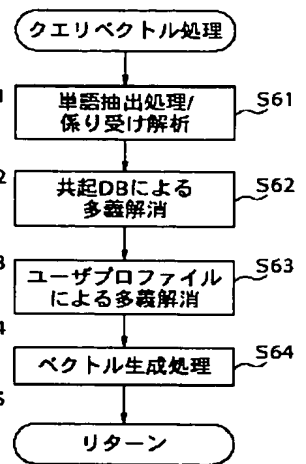 クエリベクトル処理
単語抽出処理/
係り受け解析
S61
共起DBによる
多義解消
S62
ユーザプロファイル
による多義解消
S63
ベクトル生成処理
S64
リターン